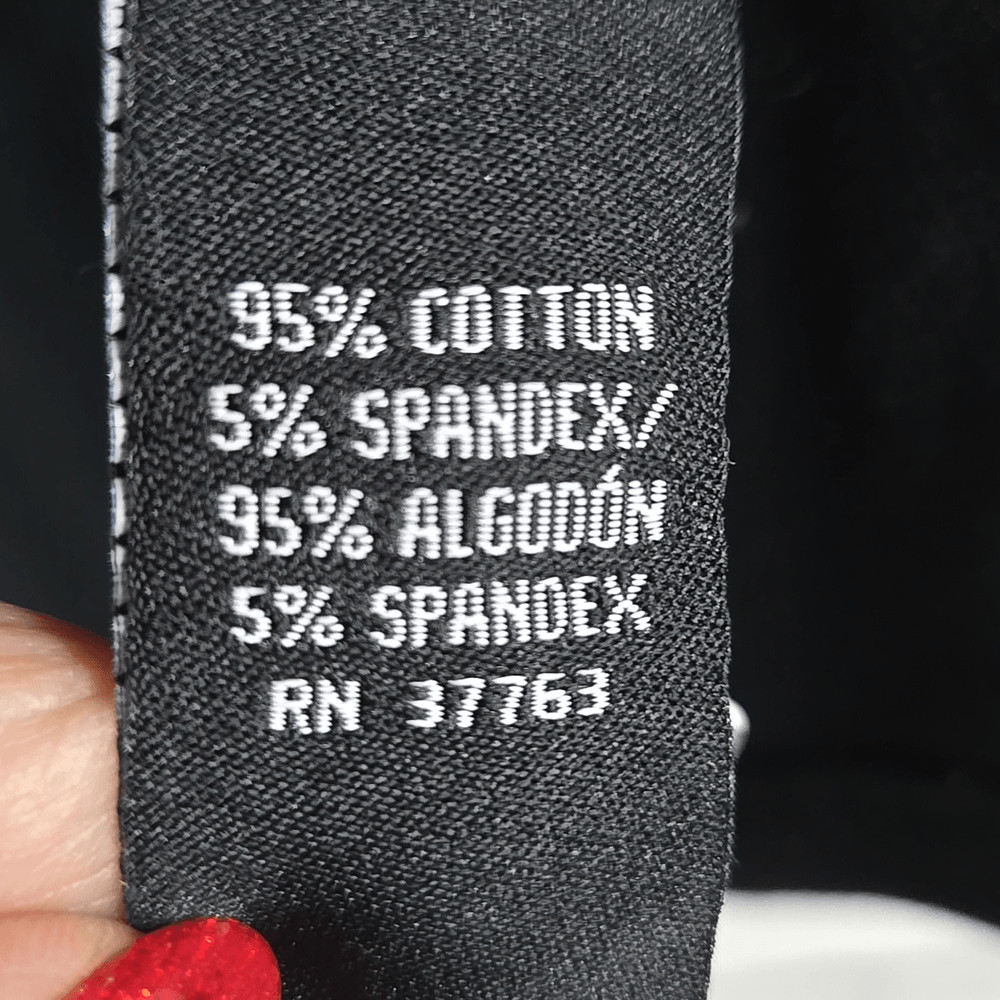 95% COTTON
5% SPANDEX/
95% ALGODÓN
5% SPANDEX
RN 37763